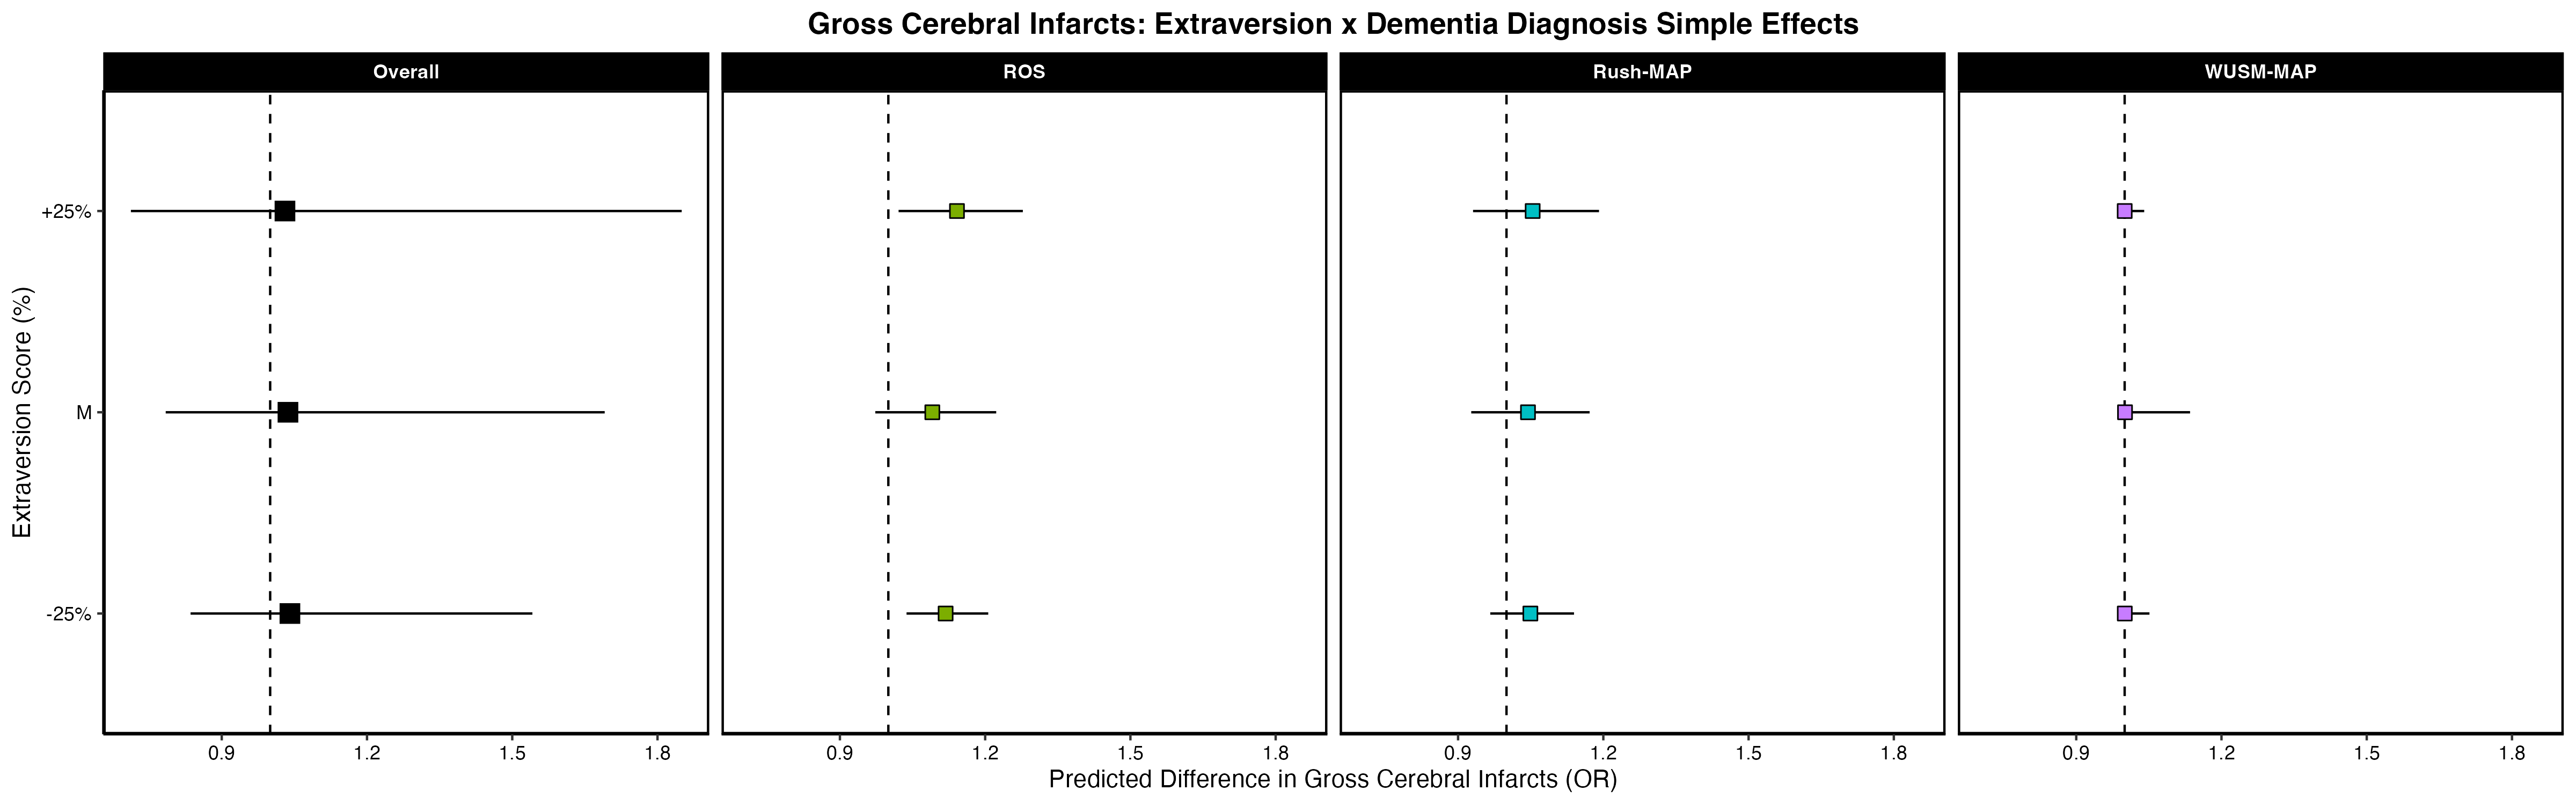 Gross Cerebral Infarcts: Extraversion x Dementia Diagnosis Simple Effects
Overall
ROS
Rush-MAP
WUSM-MAP
Extraversion Score (%)
+25%
M
-25%
0.9 1.2 1.5 1.8
0.9 1.2 1.5 1.8
0.9 1.2 1.5 1.8
0.9 1.2 1.5 1.8
Predicted Difference in Gross Cerebral Infarcts (OR)